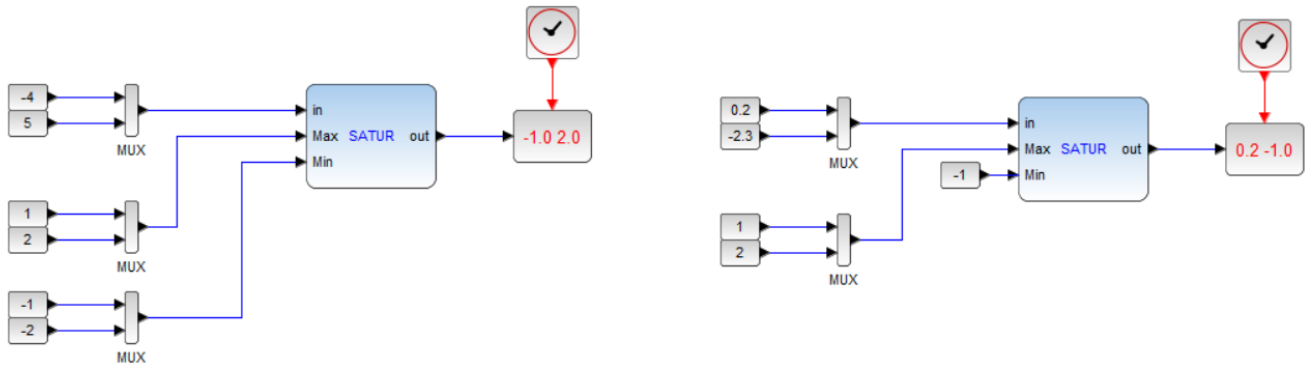 -4
5
MUX
1
2
MUX
-1
-2
MUX
in
Max SATUR out
Min
-1.0 2.0
0.2
-2.3
MUX
1
2
MUX
-1
in
Max SATUR out
Min
0.2 -1.0